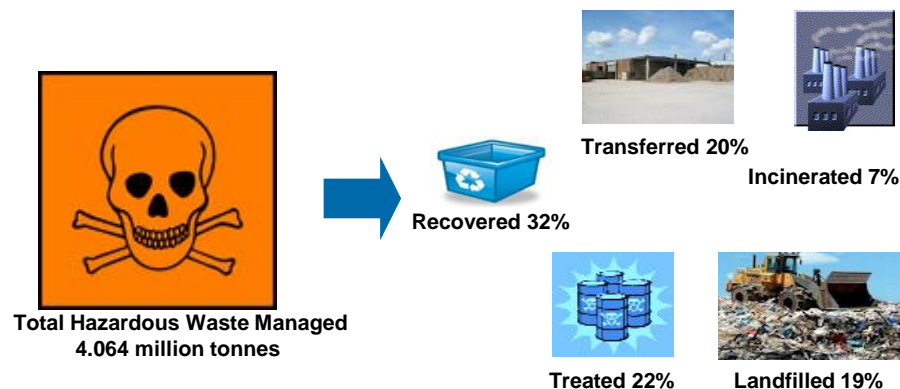 Total Hazardous Waste Managed
4.064 million tonnes
Recovered 32%
Transferred 20%
Incinerated 7%
Treated 22%
Landfilled 19%